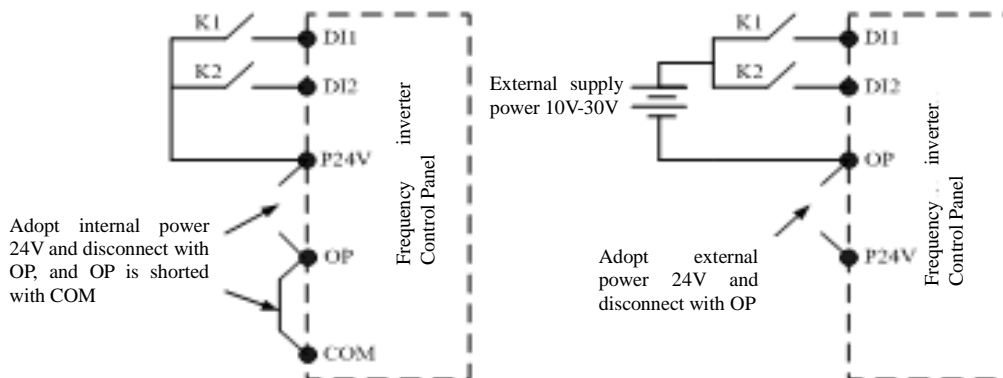 K1
DI1
K2
DI2
P24V
Adopt internal power
24V and disconnect with
OP, and OP is shorted
with COM
OP
COM
Frequency inverter
Control Panel
K1
DI1
External supply
power 10V-30V
K2
DI2
OP
Adopt external
power 24V and
disconnect with OP
P24V
Frequency inverter
Control Panel